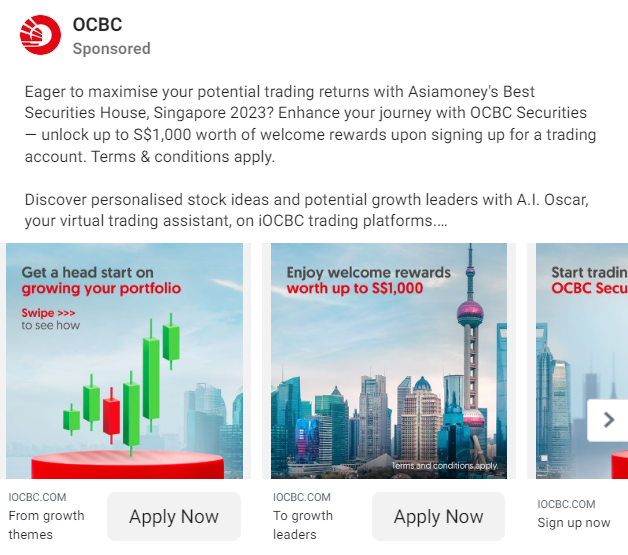 OCBC
Sponsored
Eager to maximise your potential trading returns with Asiamoney's Best
Securities House, Singapore 2023? Enhance your journey with OCBC Securities
— unlock up to S$1,000 worth of welcome rewards upon signing up for a trading
account. Terms & conditions apply.
Discover personalised stock ideas and potential growth leaders with A.I. Oscar,
your virtual trading assistant, on iOCBC trading platforms....
Get a head start on
growing your portfolio
Swipe >>>
to see how
Enjoy welcome rewards
worth up to S$1,000
Terms and conditions apply.
Start tradin
OCBC Secu
IOCBC.COM
From growth
themes
Apply Now
IOCBC.COM
To growth
leaders
Apply Now
IOCBC.COM
Sign up now